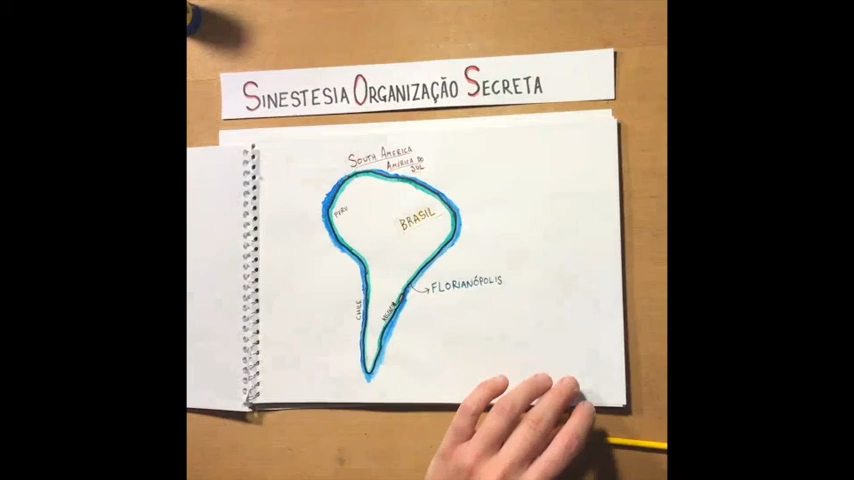 SINESTESIA ORGANIZAÇÃO SECRETA
SOUTH AMERICA
AMÉRICA DO
SUL
PERU
BRASIL
FLORIANÓPOLIS
CHILE